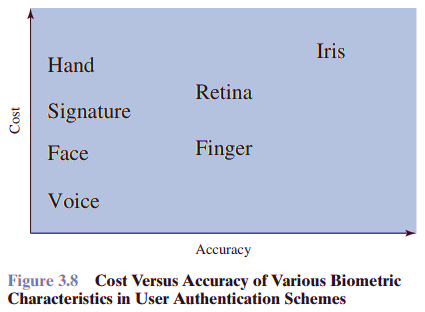 Iris
Hand
Retina
Signature
Finger
Face
Voice
Cost
Accuracy
Figure 3.8 Cost Versus Accuracy of Various Biometric
Characteristics in User Authentication Schemes